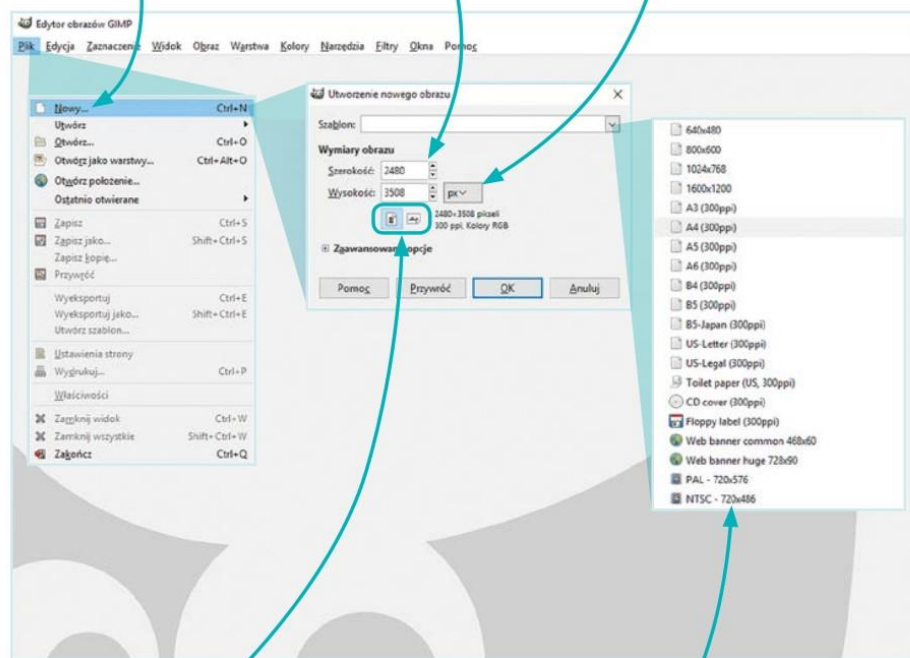 Edytor obrazów GIMP
Plik Edycja Zaznaczenie Widok Obraz Warstwa Kolory Narzędzia Filtry Okna Pomoc
Nowy... Ctrl+N
Utwórz
Otwórz... Ctrl+O
Otwórz jako warstwy... Ctrl+Alt+O
Otwórz położenie...
Ostatnio otwierane
Zapisz Ctrl+S
Zapisz jako... Shift+Ctrl+S
Zapisz kopię...
Przywróć
Wyeksportuj Ctrl+E
Wyeksportuj jako... Shift+Ctrl+E
Utwórz szablon...
Ustawienia strony
Wydrukuj... Ctrl+P
Właściwości
Zamknij widok Ctrl+W
Zamknij wszystkie Shift+Ctrl+W
Zakończ Ctrl+Q
Utworzenie nowego obrazu
Szablon:
Wymiary obrazu
Szerokość: 2480
Wysokość: 3508 px
2480×3508 pikseli
300 ppi, Kolory RGB
Zaawansowane opcje
Pomoc Przywróć OK Anuluj
640x480
800x600
1024x768
1600x1200
A3 (300ppi)
A4 (300ppi)
A5 (300ppi)
A6 (300ppi)
B4 (300ppi)
B5 (300ppi)
B5-Japan (300ppi)
US-Letter (300ppi)
US-Legal (300ppi)
Toilet paper (US, 300ppi)
CD cover (300ppi)
Floppy label (300ppi)
Web banner common 468x60
Web banner huge 728x90
PAL - 720x576
NTSC - 720x486